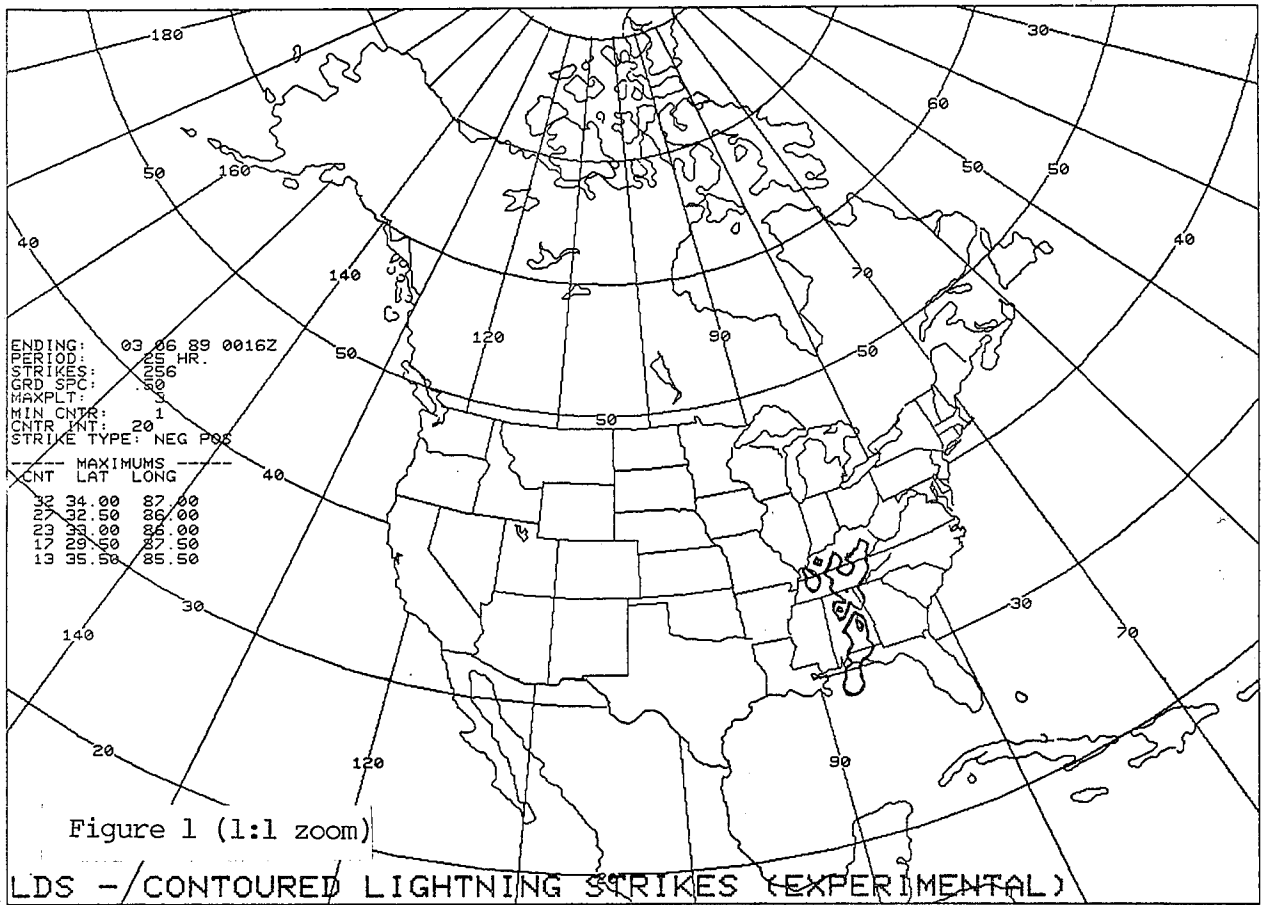 180
30
60
50
160
50
50
40
40
140
70
ENDING: 03 06 89 0016Z
PERIOD: 25 HR.
STRIKES: 256
GRD SPC: .50
MAXPLT: 3
MIN CNTR: 1
CNTR INT: 20
STRIKE TYPE: NEG POS
----- MAXIMUMS -----
CNT LAT LONG
32 34.00 87.00
27 32.50 86.00
23 33.00 86.00
17 29.50 87.50
13 35.50 85.50
120
90
50
50
50
40
30
30
140
70
20
120
90
Figure 1 (1:1 zoom)
20
LDS - CONTOURED LIGHTNING STRIKES (EXPERIMENTAL)